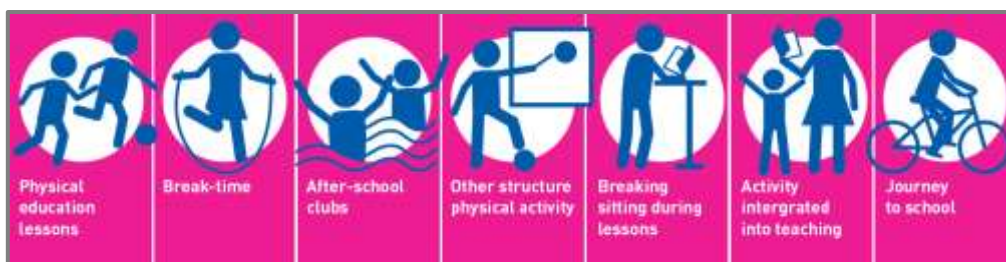 Physical
education
lessons
Break-time
After-school
clubs
Other structure
physical activity
Breaking
sitting during
lessons
Activity
intergrated
into teaching
Journey
to school